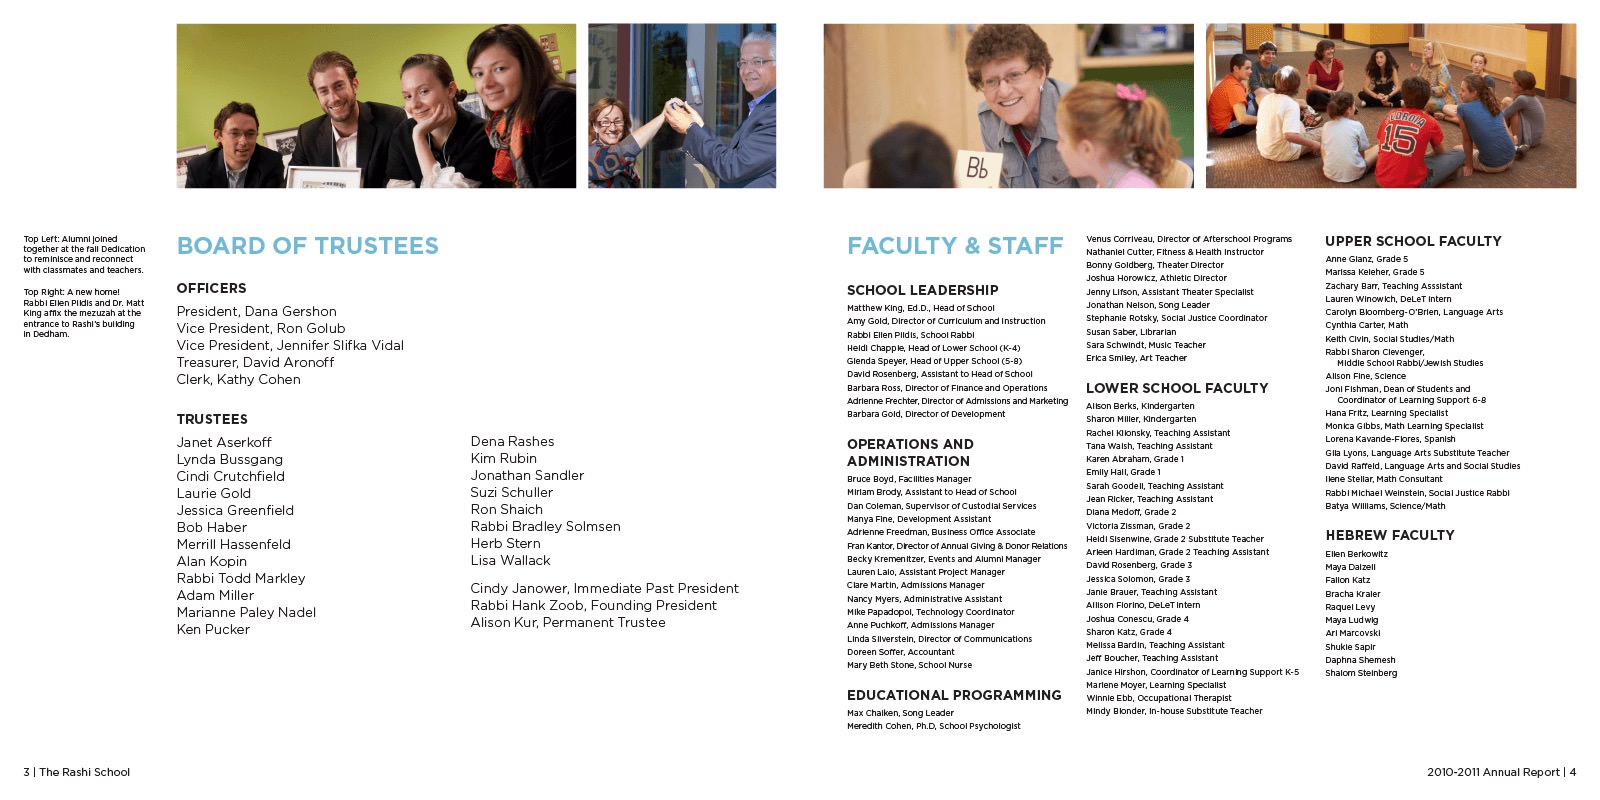 Top Left: Alumni joined
together at the fall Dedication
to reminisce and reconnect
with classmates and teachers.
Top Right: A new home!
Rabbi Ellen Pildis and Dr. Matt
King affix the mezuzah at the
entrance to Rashi's building
in Dedham.
BOARD OF TRUSTEES
OFFICERS
President, Dana Gershon
Vice President, Ron Golub
Vice President, Jennifer Slifka Vidal
Treasurer, David Aronoff
Clerk, Kathy Cohen
TRUSTEES
Janet Aserkoff
Lynda Bussgang
Cindi Crutchfield
Laurie Gold
Jessica Greenfield
Bob Haber
Merrill Hassenfeld
Alan Kopin
Rabbi Todd Markley
Adam Miller
Marianne Paley Nadel
Ken Pucker
Dena Rashes
Kim Rubin
Jonathan Sandler
Suzi Schuller
Ron Shaich
Rabbi Bradley Solmsen
Herb Stern
Lisa Wallack
Cindy Janower, Immediate Past President
Rabbi Hank Zoob, Founding President
Alison Kur, Permanent Trustee
3 | The Rashi School
Bb
15
FACULTY & STAFF
SCHOOL LEADERSHIP
Matthew King, Ed.D., Head of School
Amy Gold, Director of Curriculum and Instruction
Rabbi Ellen Pildis, School Rabbi
Heidi Chapple, Head of Lower School (K-4)
Glenda Speyer, Head of Upper School (5-8)
David Rosenberg, Assistant to Head of School
Barbara Ross, Director of Finance and Operations
Adrienne Frechter, Director of Admissions and Marketing
Barbara Gold, Director of Development
OPERATIONS AND
ADMINISTRATION
Bruce Boyd, Facilities Manager
Miriam Brody, Assistant to Head of School
Dan Coleman, Supervisor of Custodial Services
Manya Fine, Development Assistant
Adrienne Freedman, Business Office Associate
Fran Kantor, Director of Annual Giving & Donor Relations
Becky Kremenitzer, Events and Alumni Manager
Lauren Lalo, Assistant Project Manager
Clare Martin, Admissions Manager
Nancy Myers, Administrative Assistant
Mike Papadopol, Technology Coordinator
Anne Puchkoff, Admissions Manager
Linda Silverstein, Director of Communications
Doreen Soffer, Accountant
Mary Beth Stone, School Nurse
EDUCATIONAL PROGRAMMING
Max Chaiken, Song Leader
Meredith Cohen, Ph.D, School Psychologist
Venus Corriveau, Director of Afterschool Programs
Nathaniel Cutter, Fitness & Health Instructor
Bonny Goldberg, Theater Director
Joshua Horowicz, Athletic Director
Jenny Lifson, Assistant Theater Specialist
Jonathan Nelson, Song Leader
Stephanie Rotsky, Social Justice Coordinator
Susan Saber, Librarian
Sara Schwindt, Music Teacher
Erica Smiley, Art Teacher
LOWER SCHOOL FACULTY
Alison Berks, Kindergarten
Sharon Miller, Kindergarten
Rachel Klionsky, Teaching Assistant
Tana Walsh, Teaching Assistant
Karen Abraham, Grade 1
Emily Hall, Grade 1
Sarah Goodell, Teaching Assistant
Jean Ricker, Teaching Assistant
Diana Medoff, Grade 2
Victoria Zissman, Grade 2
Heidi Sisenwine, Grade 2 Substitute Teacher
Arleen Hardiman, Grade 2 Teaching Assistant
David Rosenberg, Grade 3
Jessica Solomon, Grade 3
Janie Brauer, Teaching Assistant
Allison Fiorino, DeLeT intern
Joshua Conescu, Grade 4
Sharon Katz, Grade 4
Melissa Bardin, Teaching Assistant
Jeff Boucher, Teaching Assistant
Janice Hirshon, Coordinator of Learning Support K-5
Marlene Moyer, Learning Specialist
Winnie Ebb, Occupational Therapist
Mindy Blonder, In-house Substitute Teacher
UPPER SCHOOL FACULTY
Anne Glanz, Grade 5
Marissa Keleher, Grade 5
Zachary Barr, Teaching Asssistant
Lauren Winowich, DeLeT Intern
Carolyn Bloomberg-O'Brien, Language Arts
Cynthia Carter, Math
Keith Civin, Social Studies/Math
Rabbi Sharon Clevenger,
Middle School Rabbi/Jewish Studies
Alison Fine, Science
Joni Fishman, Dean of Students and
Coordinator of Learning Support 6-8
Hana Fritz, Learning Specialist
Monica Gibbs, Math Learning Specialist
Lorena Kavande-Flores, Spanish
Gila Lyons, Language Arts Substitute Teacher
David Raffeld, Language Arts and Social Studies
Ilene Stellar, Math Consultant
Rabbi Michael Weinstein, Social Justice Rabbi
Batya Williams, Science/Math
HEBREW FACULTY
Ellen Berkowitz
Maya Dalzell
Fallon Katz
Bracha Kraier
Raquel Levy
Maya Ludwig
Ari Marcovski
Shukie Sapir
Daphna Shemesh
Shalom Steinberg
2010-2011 Annual Report | 4